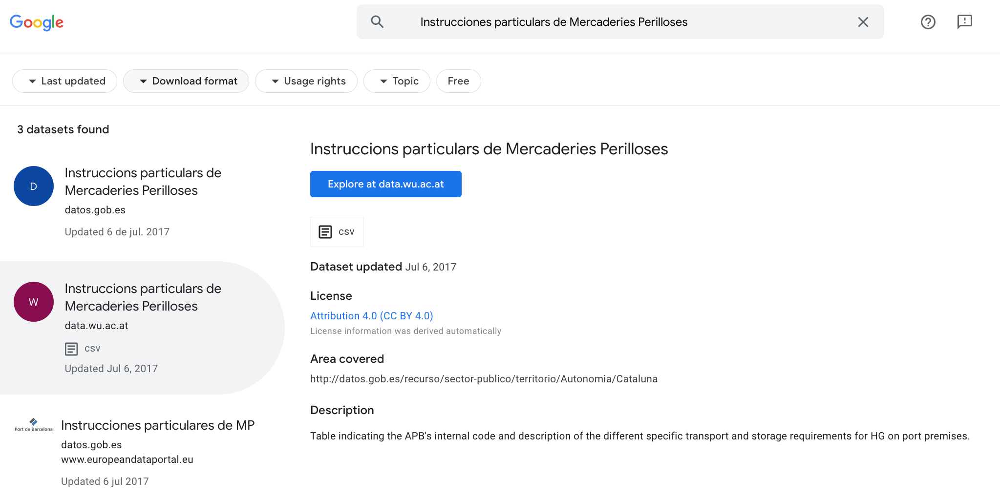 Google
Instrucciones particulars de Mercaderies Perilloses
Last updated
Download format
Usage rights
Topic
Free
3 datasets found
D
Instruccions particulars de
Mercaderies Perilloses
datos.gob.es
Updated 6 de jul. 2017
W
Instruccions particulars de
Mercaderies Perilloses
data.wu.ac.at
csv
Updated Jul 6, 2017
Port de Barcelona
Instrucciones particulares de MP
datos.gob.es
www.europeandataportal.eu
Updated 6 jul 2017
Instruccions particulars de Mercaderies Perilloses
Explore at data.wu.ac.at
csv
Dataset updated Jul 6, 2017
License
Attribution 4.0 (CC BY 4.0)
License information was derived automatically
Area covered
http://datos.gob.es/recurso/sector-publico/territorio/Autonomia/Cataluna
Description
Table indicating the APB's internal code and description of the different specific transport and storage requirements for HG on port premises.